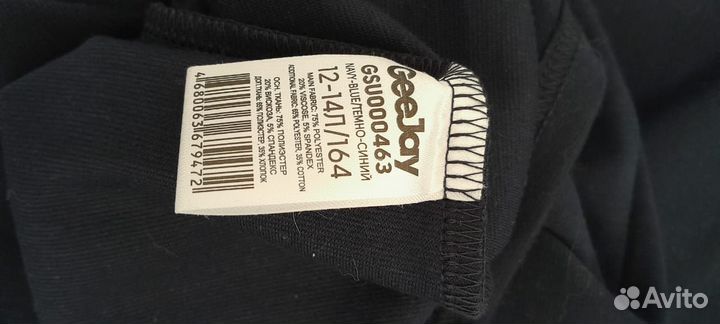 GeeJay
GSU000463
NAVY-BLUE/ТЕМНО-СИНИЙ
12-14Л/164
MAIN FABRIC: 75% POLYESTER
20% VISCOSE, 5% SPANDEX
ADDITIONAL FABRIC: 65% POLYESTER, 35% COTTON
ОСН. ТКАНЬ: 75% ПОЛИЭСТЕР
20% ВИСКОЗА, 5% СПАНДЕКС
ДОП.ТКАНЬ: 65% ПОЛИЭСТЕР, 35% ХЛОПОК
4680063679472
Avito